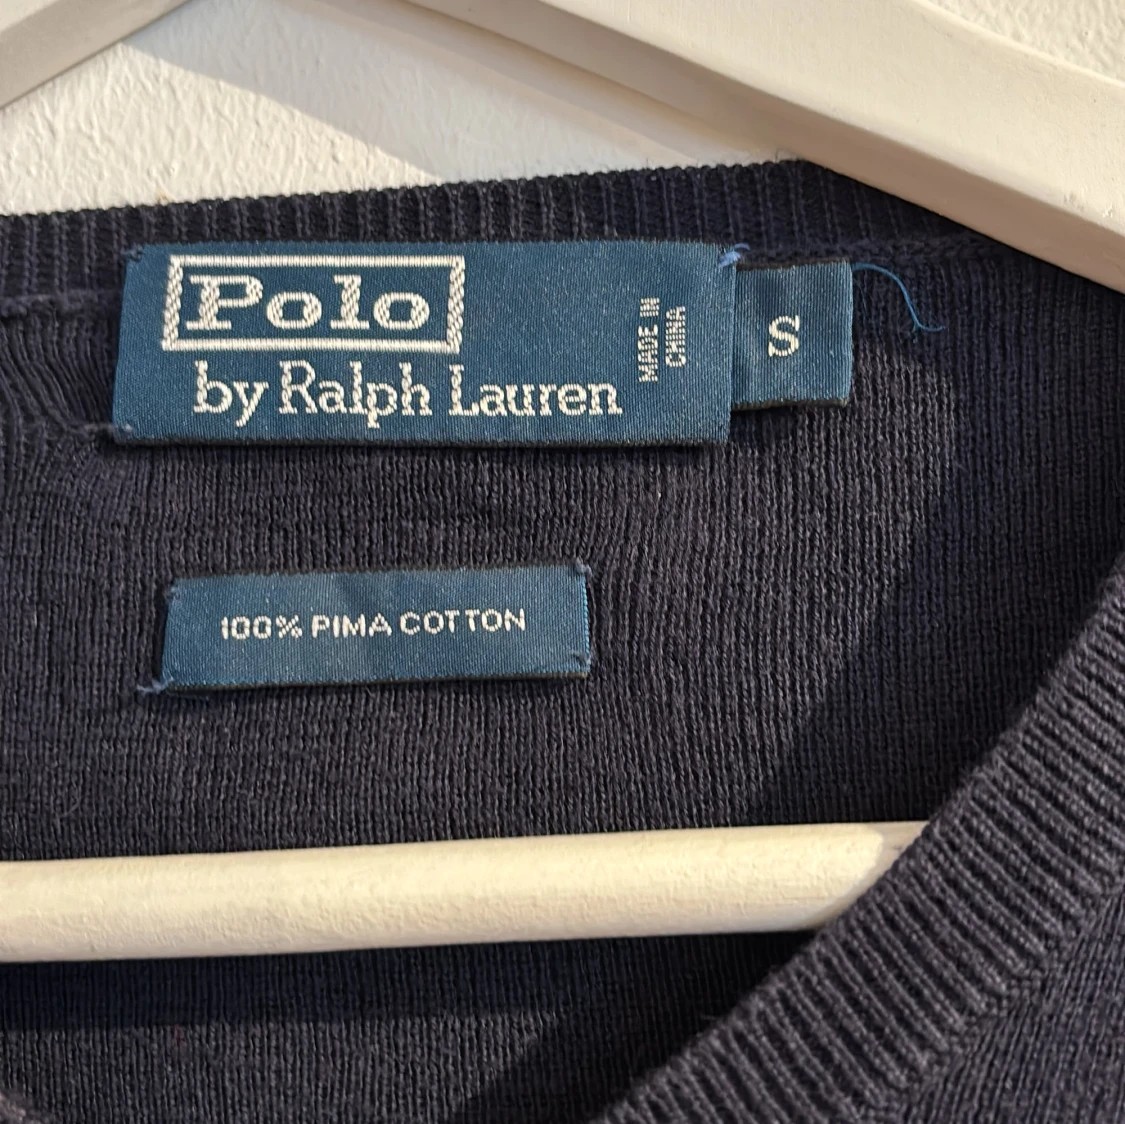 Polo
by Ralph Lauren
MADE IN
CHINA
S
100% PIMA COTTON